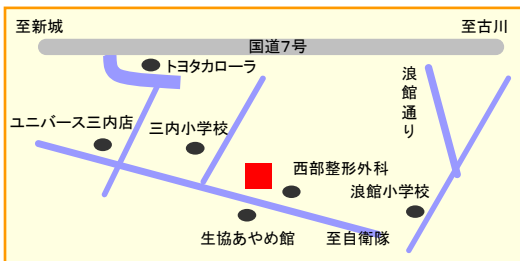 至新城
至古川
国道7号
トヨタカローラ
浪館通り
ユニバース三内店
三内小学校
西部整形外科
浪館小学校
生協あやめ館
至自衛隊